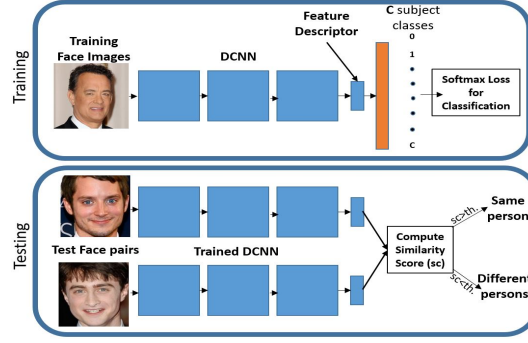 Training
Training
Face Images
DCNN
Feature
Descriptor
C subject
classes
0
1
C
Softmax Loss
for
Classification
Testing
Test Face pairs
Trained DCNN
Compute
Similarity
Score (sc)
sc>th.
Same
person
sc<th.
Different
persons